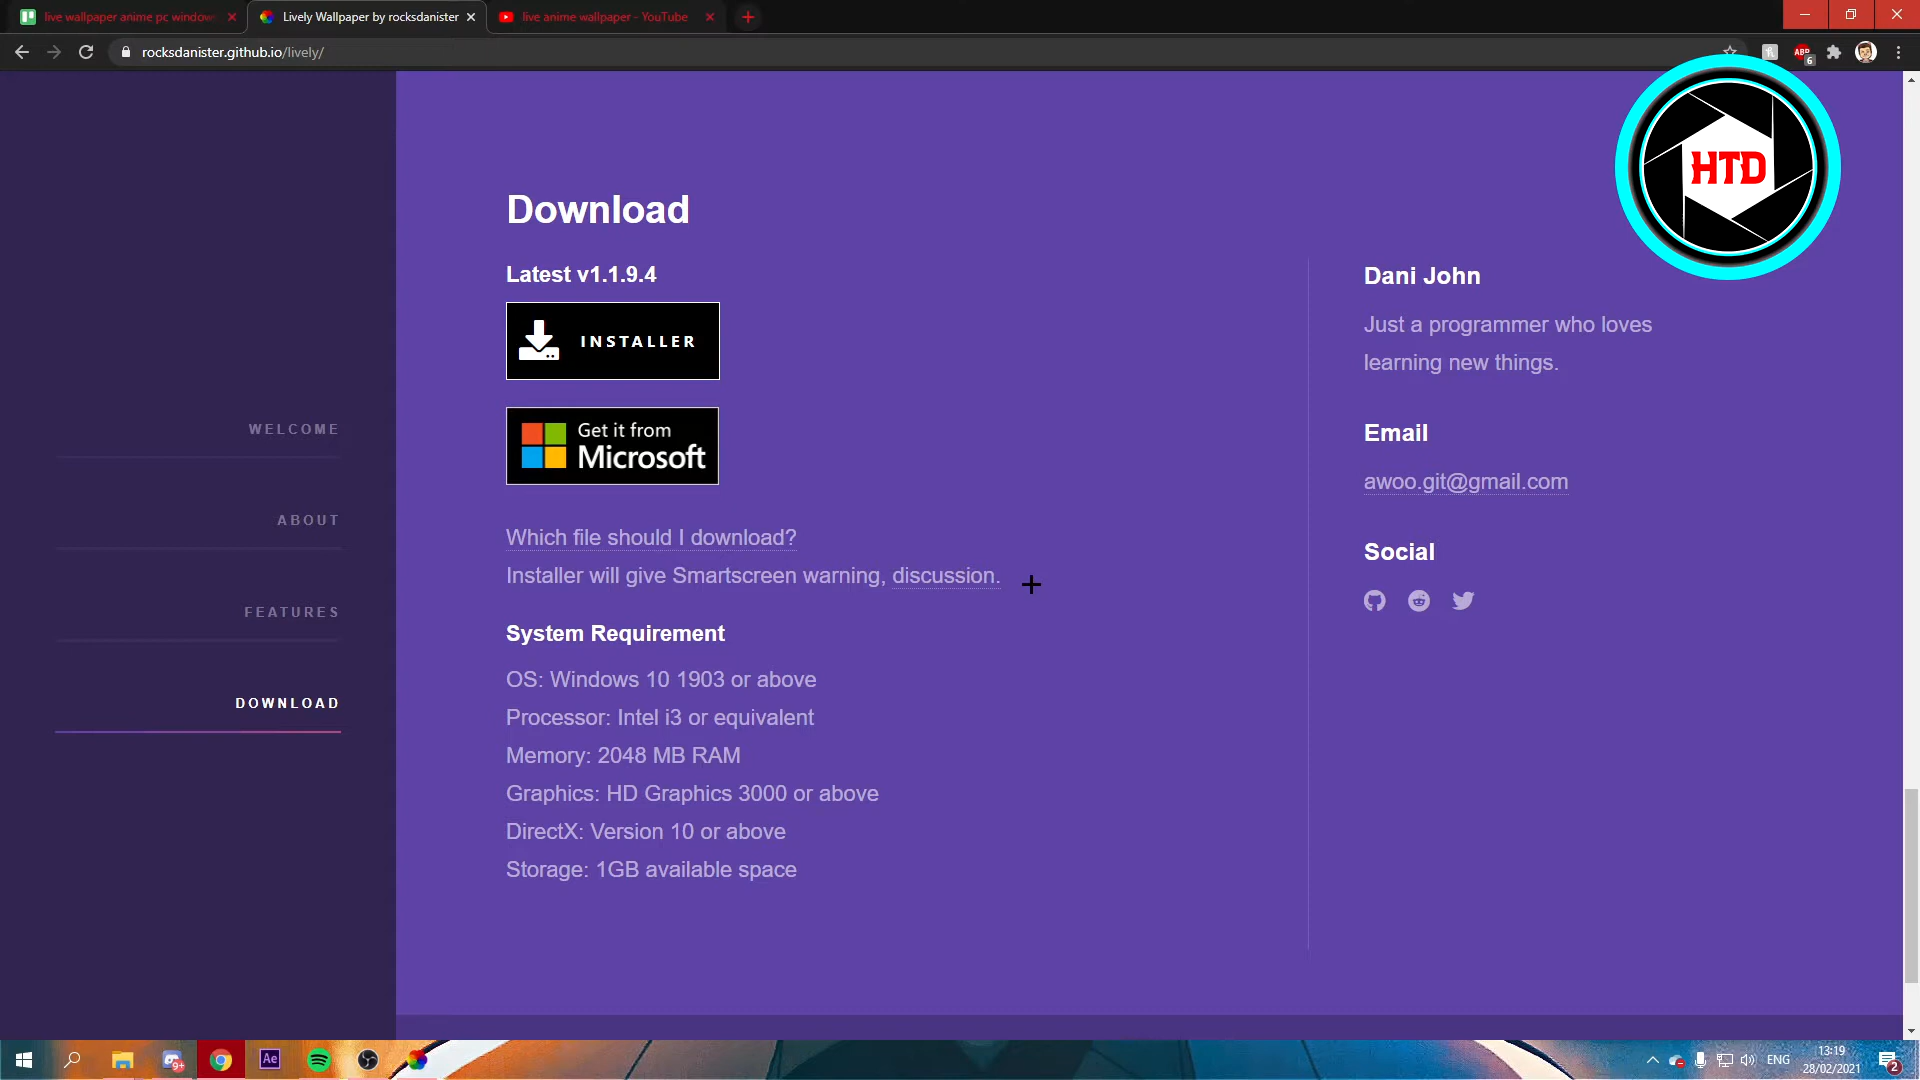 live wallpaper anime pc window
Lively Wallpaper by rocksdanister
live anime wallpaper - YouTube
rocksdanister.github.io/lively/
ABP
6
HTD
WELCOME
ABOUT
FEATURES
DOWNLOAD
Download
Latest v1.1.9.4
INSTALLER
Get it from
Microsoft
Which file should I download?
Installer will give Smartscreen warning, discussion.
System Requirement
OS: Windows 10 1903 or above
Processor: Intel i3 or equivalent
Memory: 2048 MB RAM
Graphics: HD Graphics 3000 or above
DirectX: Version 10 or above
Storage: 1GB available space
Dani John
Just a programmer who loves
learning new things.
Email
awoo.git@gmail.com
Social
9+
Ae
ENG
13:19
28/02/2021
2